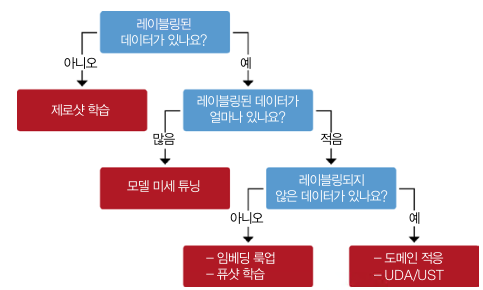 레이블링된
데이터가 있나요?
아니오
예
제로샷 학습
레이블링된 데이터가
얼마나 있나요?
많음
적음
모델 미세 튜닝
레이블링되지
않은 데이터가 있나요?
아니오
예
– 임베딩 룩업
– 퓨샷 학습
– 도메인 적응
– UDA/UST